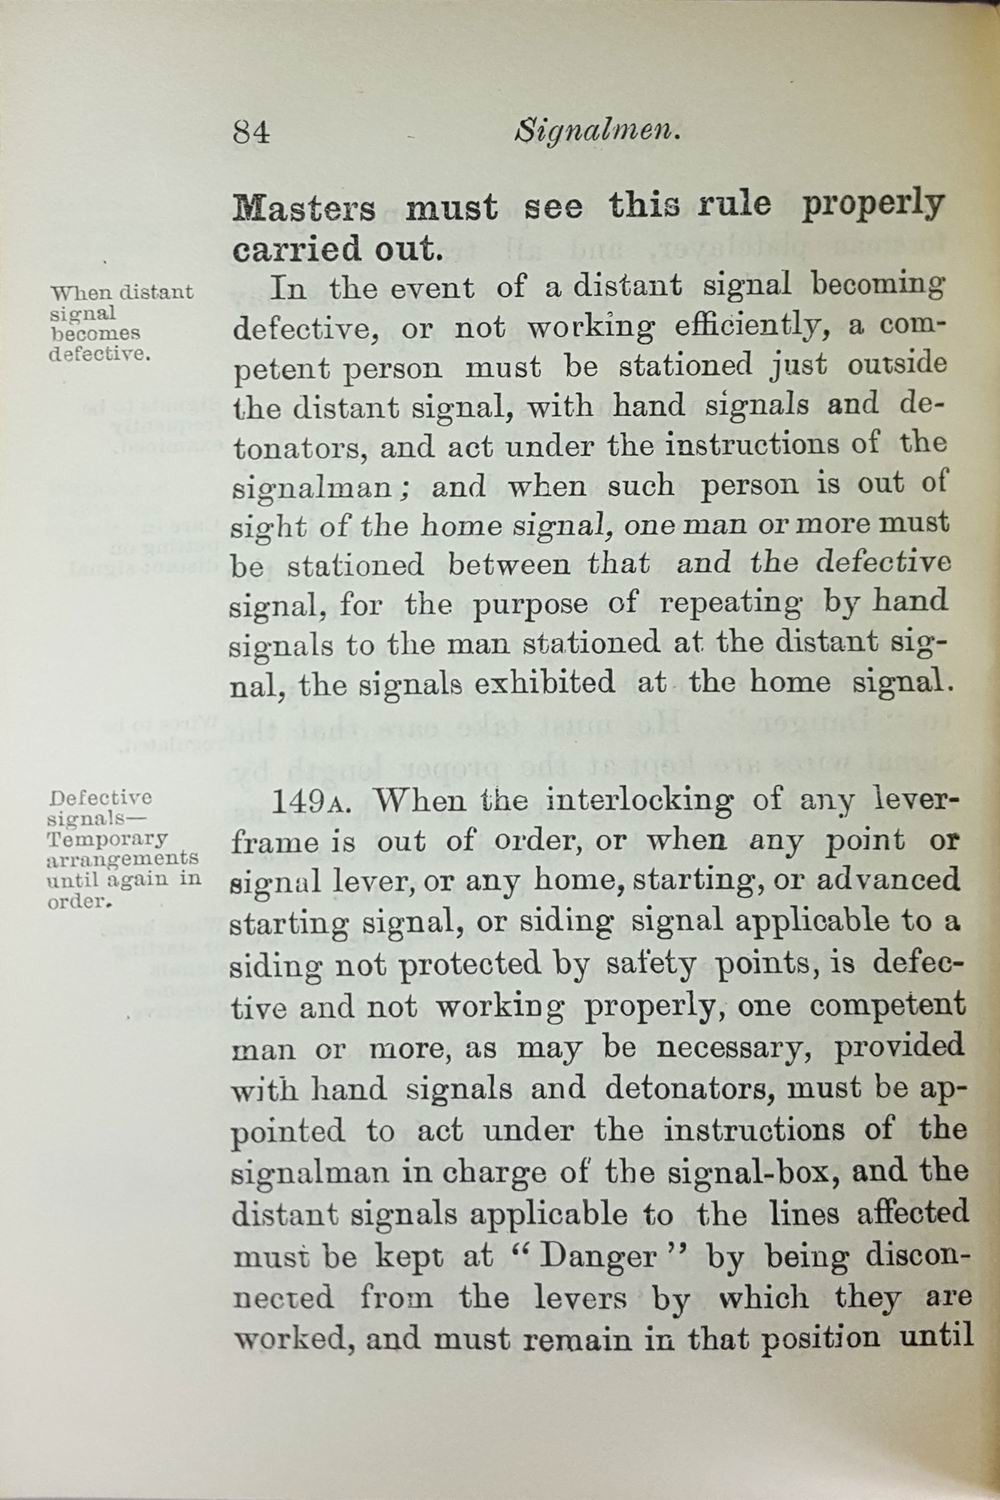 84 Signalmen.
Masters must see this rule properly
carried out.
When distant
signal
becomes
defective.
In the event of a distant signal becoming
defective, or not working efficiently, a com-
petent person must be stationed just outside
the distant signal, with hand signals and de-
tonators, and act under the instructions of the
signalman; and when such person is out of
sight of the home signal, one man or more must
be stationed between that and the defective
signal, for the purpose of repeating by hand
signals to the man stationed at the distant sig-
nal, the signals exhibited at the home signal.
Defective
signals—
Temporary
arrangements
until again in
order.
149A. When the interlocking of any lever-
frame is out of order, or when any point or
signal lever, or any home, starting, or advanced
starting signal, or siding signal applicable to a
siding not protected by safety points, is defec-
tive and not working properly, one competent
man or more, as may be necessary, provided
with hand signals and detonators, must be ap-
pointed to act under the instructions of the
signalman in charge of the signal-box, and the
distant signals applicable to the lines affected
must be kept at “Danger” by being discon-
nected from the levers by which they are
worked, and must remain in that position until